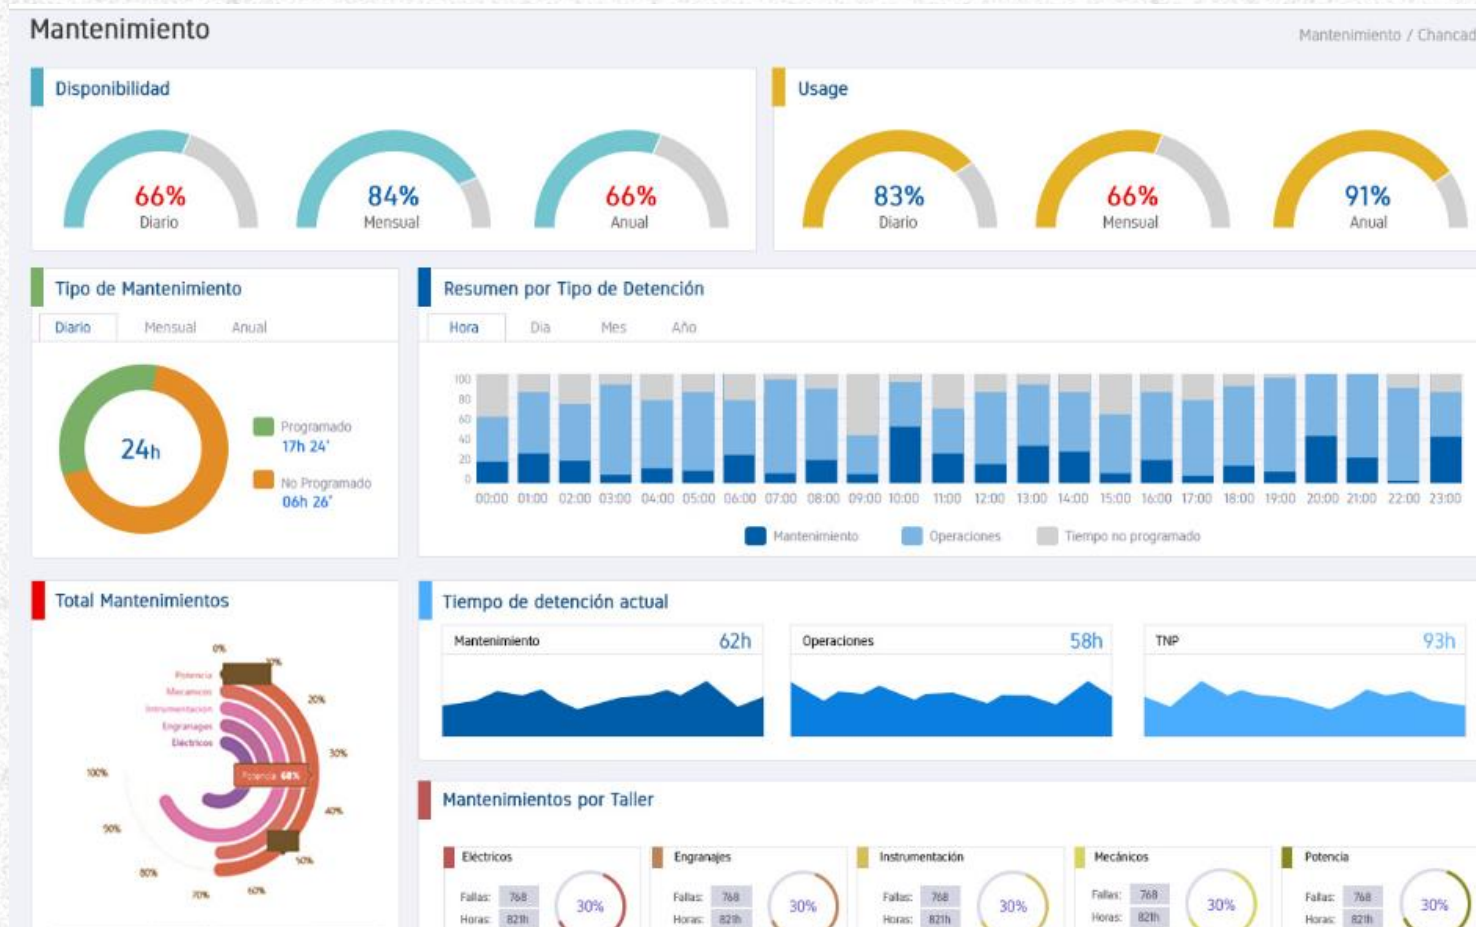 Mantenimiento
Mantenimiento / Chancad
Disponibilidad
66%
Diario
84%
Mensual
66%
Anual
Usage
83%
Diario
66%
Mensual
91%
Anual
Tipo de Mantenimiento
Diario Mensual Anual
24h
Programado
17h 24'
No Programado
06h 26'
Resumen por Tipo de Detención
Hora Dia Mes Año
100
80
60
40
20
0
00:00 01:00 02:00 03:00 04:00 05:00 06:00 07:00 08:00 09:00 10:00 11:00 12:00 13:00 14:00 15:00 16:00 17:00 18:00 19:00 20:00 21:00 22:00 23:00
Mantenimiento Operaciones Tiempo no programado
Total Mantenimientos
0%
10%
20%
30%
40%
50%
60%
70%
80%
90%
100%
Potencia
Mecanicos
Instrumentación
Engranages
Eléctricos
Potencia 68%
Tiempo de detención actual
Mantenimiento 62h
Operaciones 58h
TNP 93h
Mantenimientos por Taller
Eléctricos
Fallas: 768
Horas: 821h
30%
Engranajes
Fallas: 768
Horas: 821h
30%
Instrumentación
Fallas: 768
Horas: 821h
30%
Mecánicos
Fallas: 768
Horas: 821h
30%
Potencia
Fallas: 768
Horas: 821h
30%